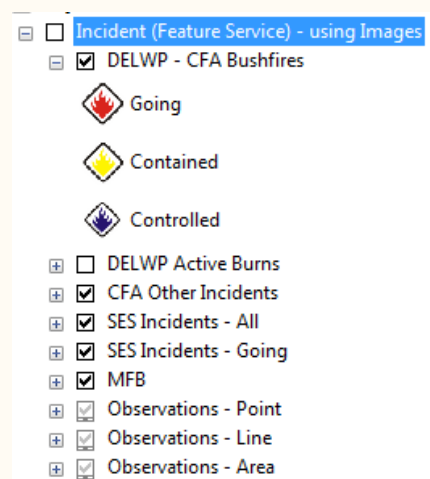 Incident (Feature Service) - using Images
DELWP - CFA Bushfires
Going
Contained
Controlled
DELWP Active Burns
CFA Other Incidents
SES Incidents - All
SES Incidents - Going
MFB
Observations - Point
Observations - Line
Observations - Area